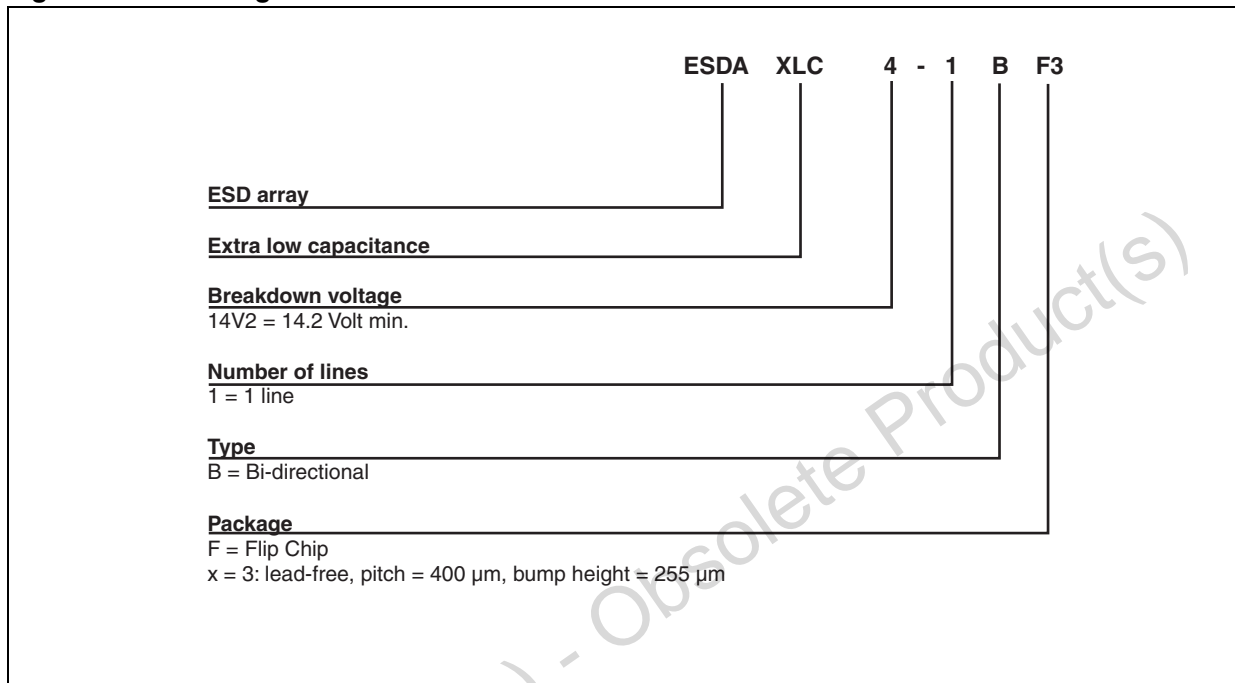 ESDA XLC 4 - 1 B F3
ESD array
Extra low capacitance
Breakdown voltage
14V2 = 14.2 Volt min.
Number of lines
1 = 1 line
Type
B = Bi-directional
Package
F = Flip Chip
x = 3: lead-free, pitch = 400 µm, bump height = 255 µm
) - Obsolete Product(s)